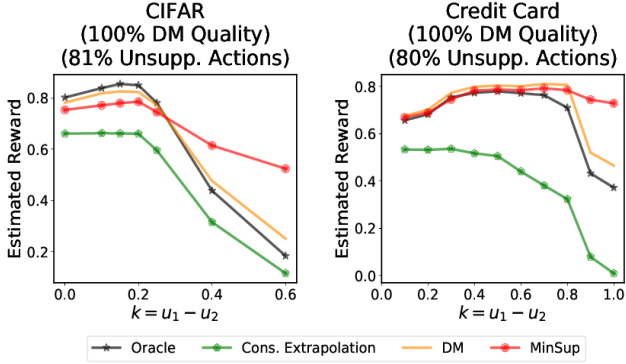 CIFAR
(100% DM Quality)
(81% Unsupp. Actions)
Estimated Reward
0.8
0.6
0.4
0.2
0.0 0.2 0.4 0.6
k = u₁ − u₂
Credit Card
(100% DM Quality)
(80% Unsupp. Actions)
Estimated Reward
0.8
0.6
0.4
0.2
0.0
0.0 0.2 0.4 0.6 0.8 1.0
k = u₁ − u₂
Oracle Cons. Extrapolation DM MinSup